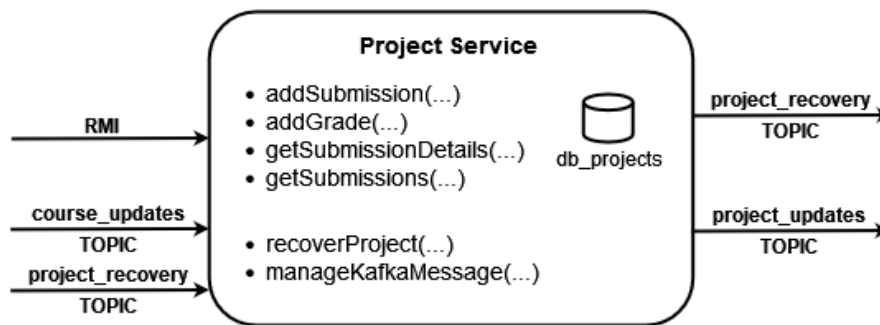 Project Service
• addSubmission(...)
• addGrade(...)
• getSubmissionDetails(...)
• getSubmissions(...)
• recoverProject(...)
• manageKafkaMessage(...)
db_projects
RMI
course_updates
TOPIC
project_recovery
TOPIC
project_recovery
TOPIC
project_updates
TOPIC